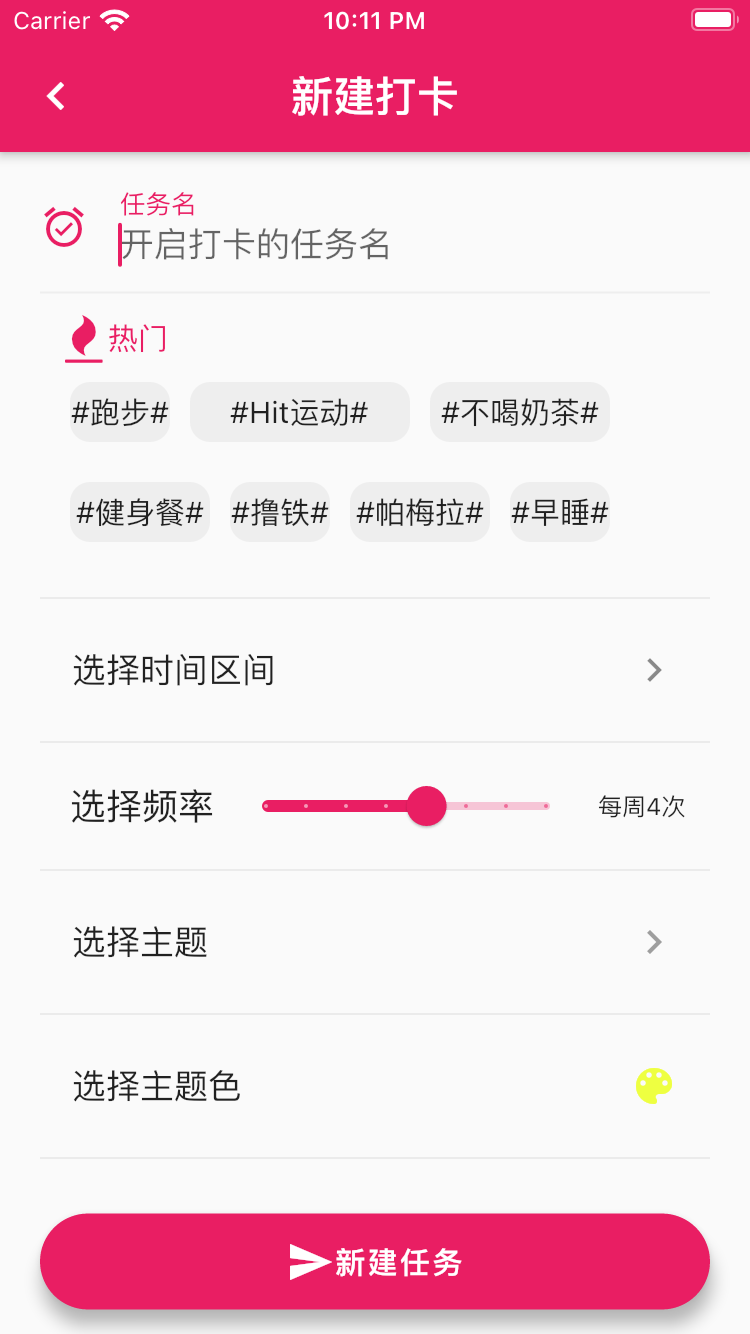 Carrier 10:11 PM
新建打卡
任务名
开启打卡的任务名
热门
#跑步# #Hit运动# #不喝奶茶#
#健身餐# #撸铁# #帕梅拉# #早睡#
选择时间区间
选择频率 每周4次
选择主题
选择主题色
新建任务